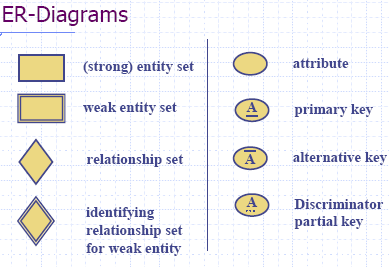 ER-Diagrams
(strong) entity set
weak entity set
relationship set
identifying
relationship set
for weak entity
attribute
A
primary key
A
alternative key
A
Discriminator
partial key